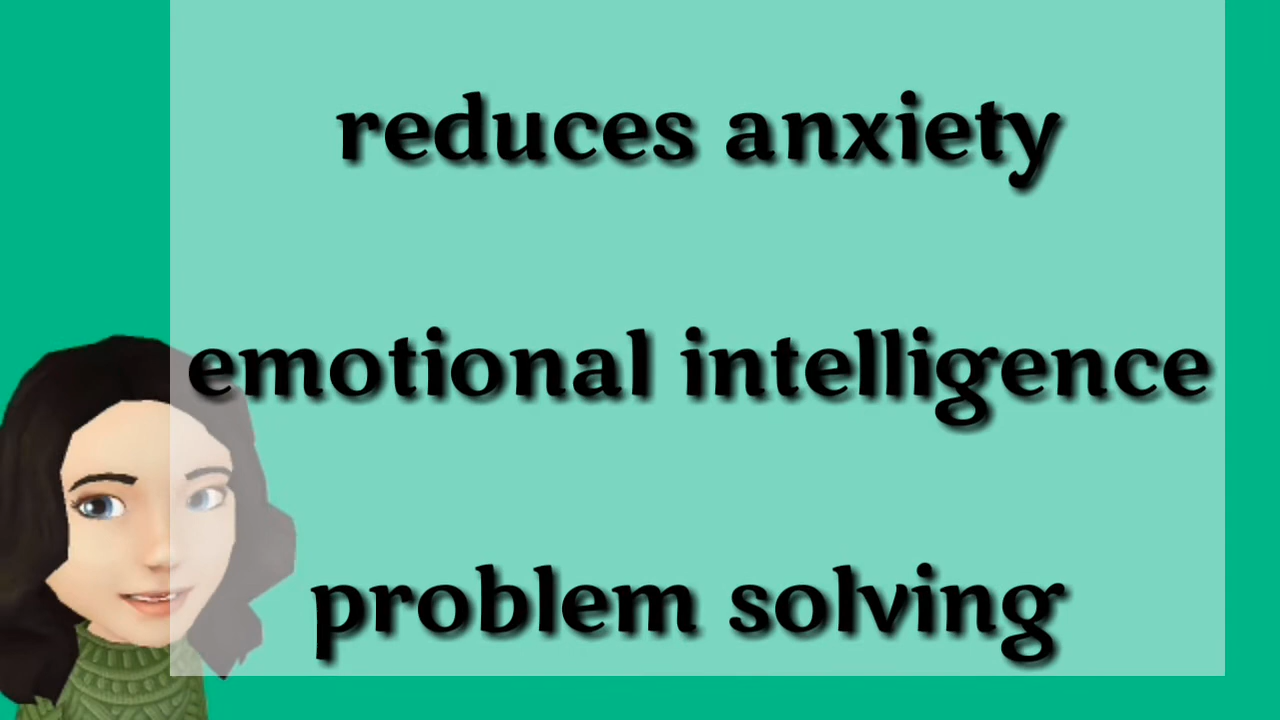 reduces anxiety
emotional intelligence
problem solving